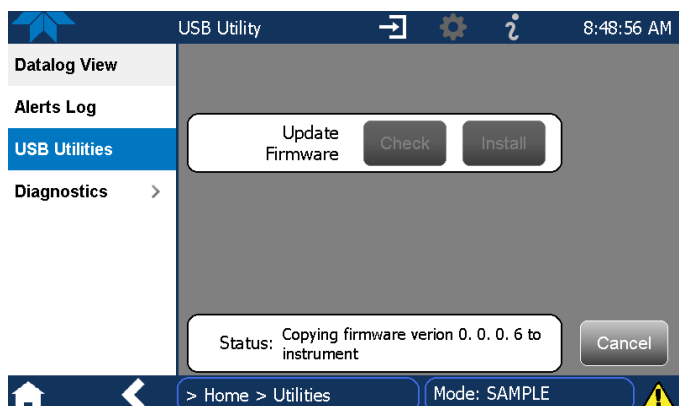 USB Utility
8:48:56 AM
Datalog View
Alerts Log
USB Utilities
Diagnostics >
Update
Firmware
Check
Install
Status: Copying firmware verion 0. 0. 0. 6 to
instrument
Cancel
> Home > Utilities
Mode: SAMPLE